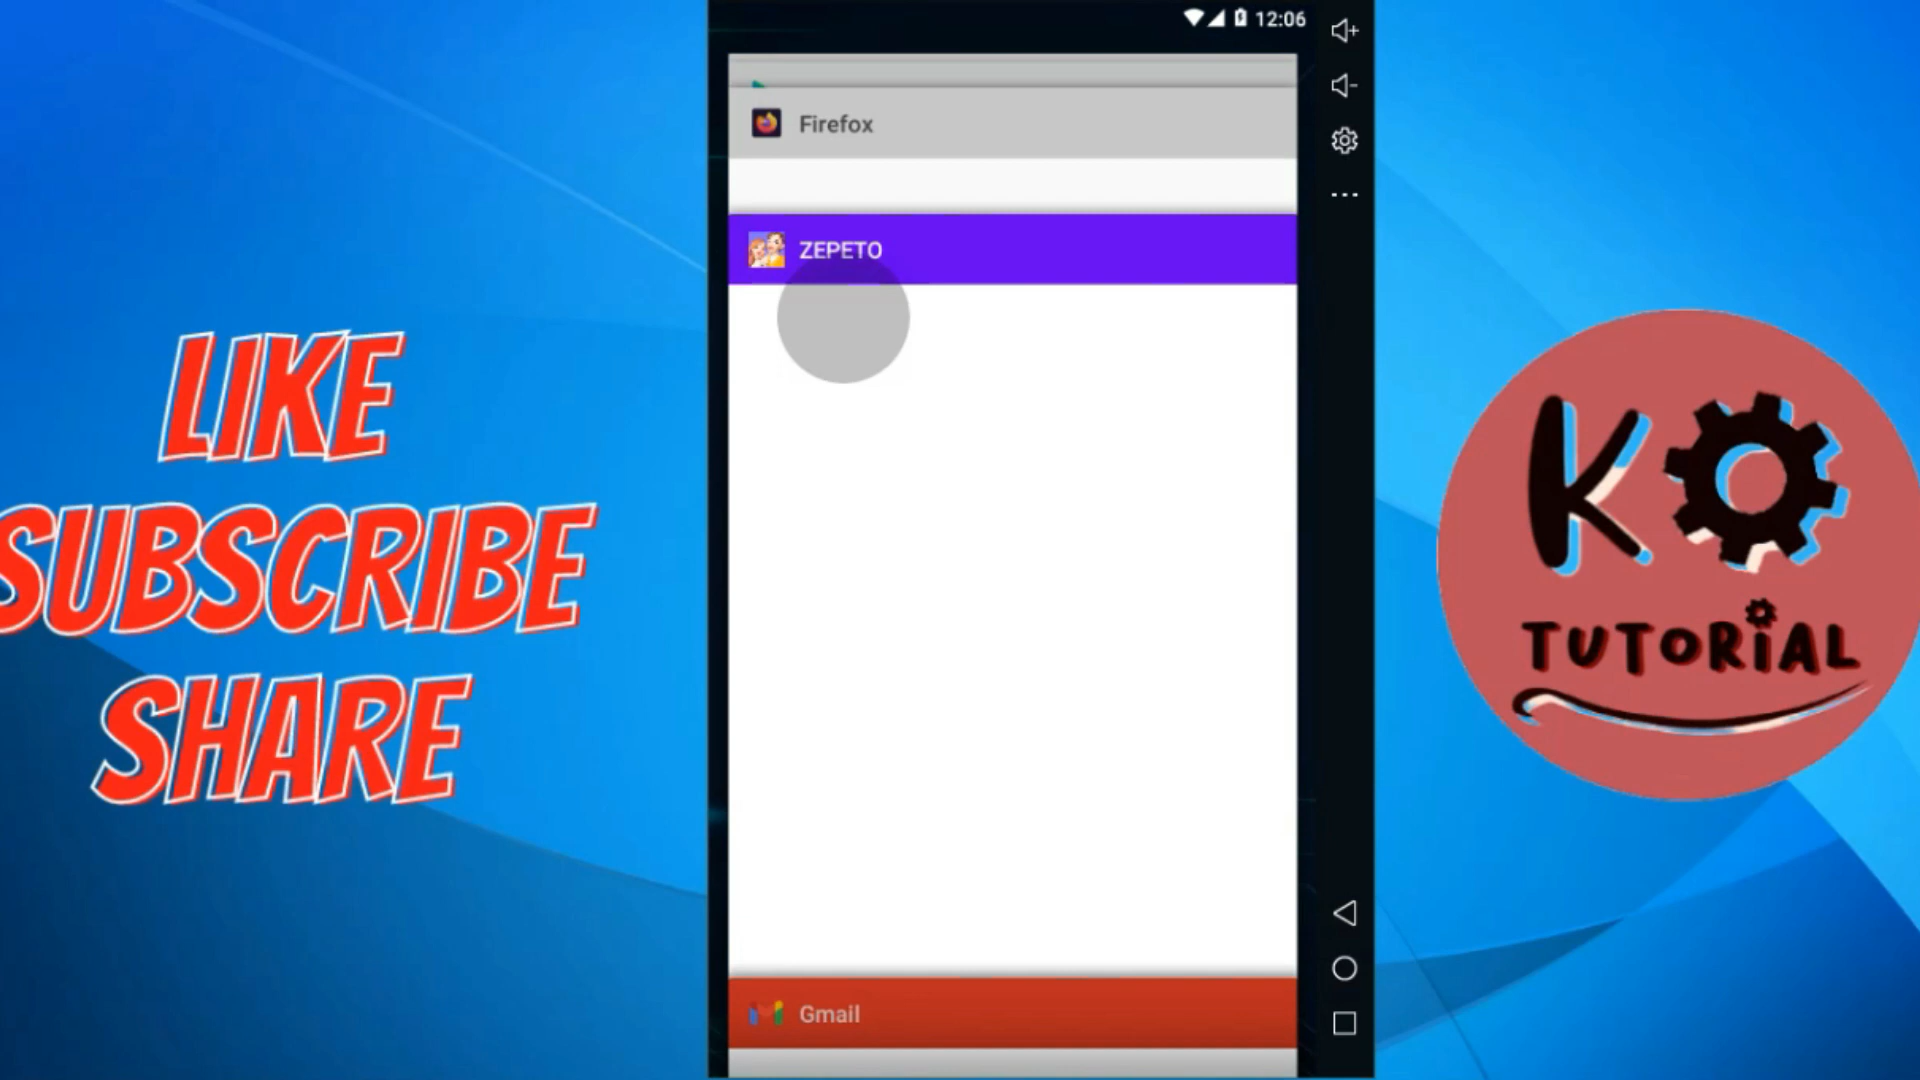 12:06
Firefox
ZEPETO
LIKE
SUBSCRIBE
SHARE
KO
TUTORIAL
Gmail